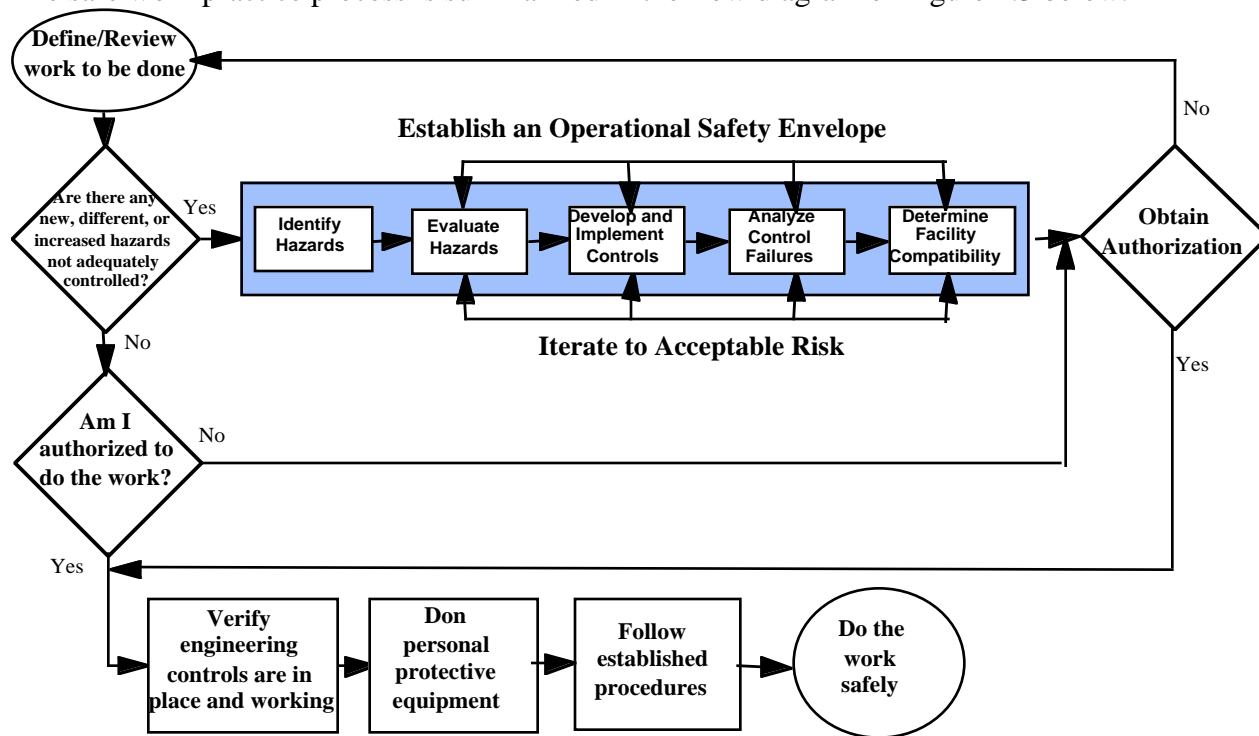 Define/Review
work to be done
No
Establish an Operational Safety Envelope
Are there any
new, different, or
increased hazards
not adequately
controlled?
Yes
Identify
Hazards
Evaluate
Hazards
Develop and
Implement
Controls
Analyze
Control
Failures
Determine
Facility
Compatibility
Obtain
Authorization
No
Iterate to Acceptable Risk
Yes
Am I
authorized to
do the work?
No
Yes
Verify
engineering
controls are in
place and working
Don
personal
protective
equipment
Follow
established
procedures
Do the
work
safely